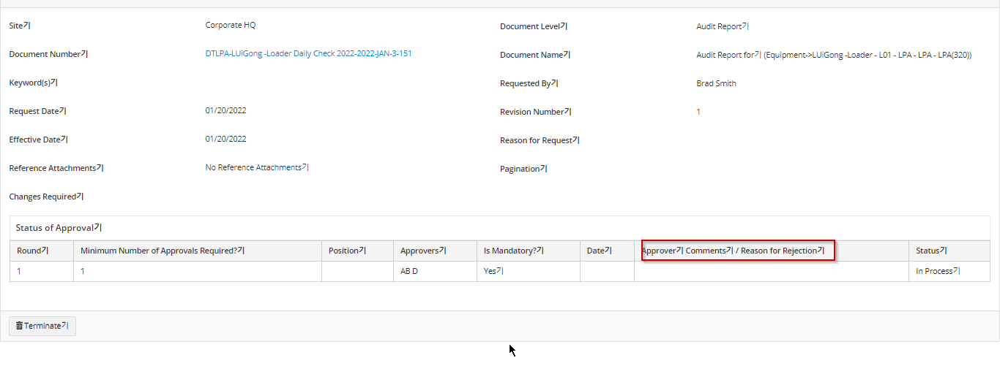 Site기 Corporate HQ Document Level기 Audit Report기
Document Number기 DTLPA-LUiGong -Loader Daily Check 2022-2022-JAN-3-151 Document Name기 Audit Report for기 (Equipment->LUiGong -Loader - L01 - LPA - LPA - LPA(320))
Keyword(s)기 Requested By기 Brad Smith
Request Date기 01/20/2022 Revision Number기 1
Effective Date기 01/20/2022 Reason for Request기
Reference Attachments기 No Reference Attachments기 Pagination기
Changes Required기
Status of Approval기
Round기 Minimum Number of Approvals Required?기 Position기 Approvers기 Is Mandatory?기 Date기 Approver기 Comments기 / Reason for Rejection기 Status기
1 1 AB D Yes기 In Process기
Terminate기